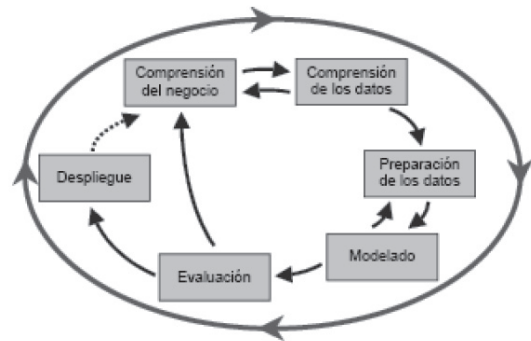 Comprensión
del negocio
Comprensión
de los datos
Preparación
de los datos
Modelado
Evaluación
Despliegue